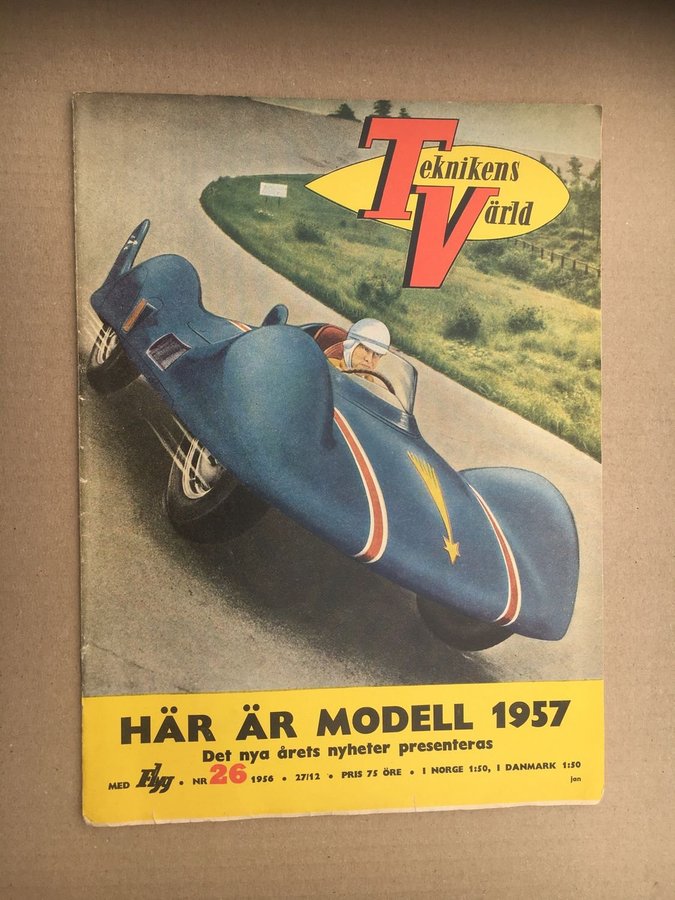 Teknikens
Värld
HÄR ÄR MODELL 1957
Det nya årets nyheter presenteras
MED Flyg • NR 26 1956 • 27/12 • PRIS 75 ÖRE • I NORGE 1:50, I DANMARK 1:50
jan